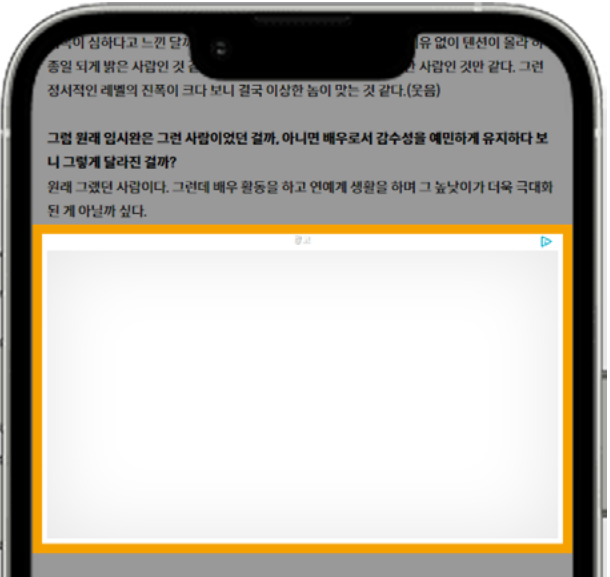 심하다고 느낀
유 없이 텐션이 올라 하
종일 되게 밝은 사람인 것 사람인 것만 같다. 그런
정서적인 레벨의 진폭이 크다 보니 결국 이상한 놈이 맞는 것 같다.(웃음)
그럼 원래 임시완은 그런 사람이었던 걸까, 아니면 배우로서 감수성을 예민하게 유지하다 보
니 그렇게 달라진 걸까?
원래 그랬던 사람이다. 그런데 배우 활동을 하고 연예계 생활을 하며 그 높낮이가 더욱 극대화
된 게 아닐까 싶다.
광고